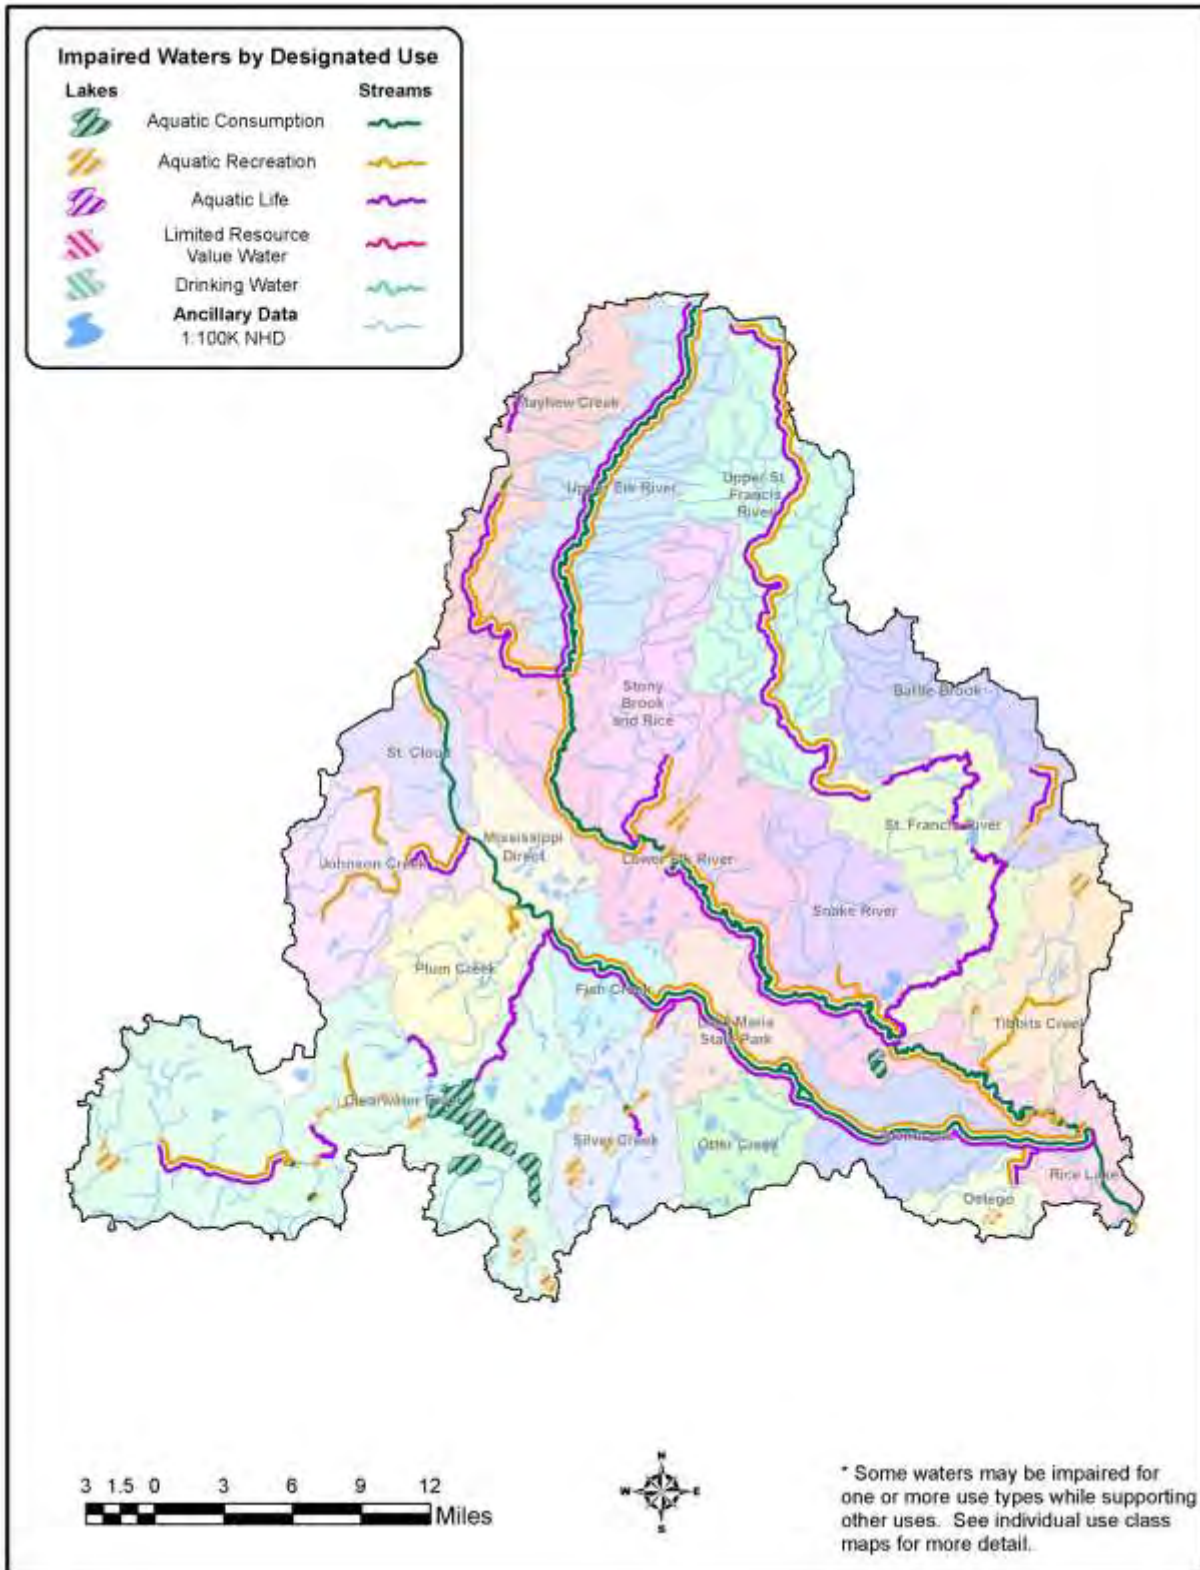 Impaired Waters by Designated Use
Lakes Streams
Aquatic Consumption
Aquatic Recreation
Aquatic Life
Limited Resource
Value Water
Drinking Water
Ancillary Data
1:100K NHD
Mayhew Creek
Upper Elk River
Upper St
Francis
River
Stony
Brook
and Rice
Battle Brook
St. Cloud
St. Francis River
Mississippi
Direct
Johnson Creek
Lower Elk River
Snake River
Plum Creek
Fish Creek
Maria
State Park
Tibbits Creek
Clearwater
Silver Creek
Otter Creek
Rice Lake
Ostego
3 1.5 0 3 6 9 12
Miles
N
W E
S
* Some waters may be impaired for
one or more use types while supporting
other uses. See individual use class
maps for more detail.